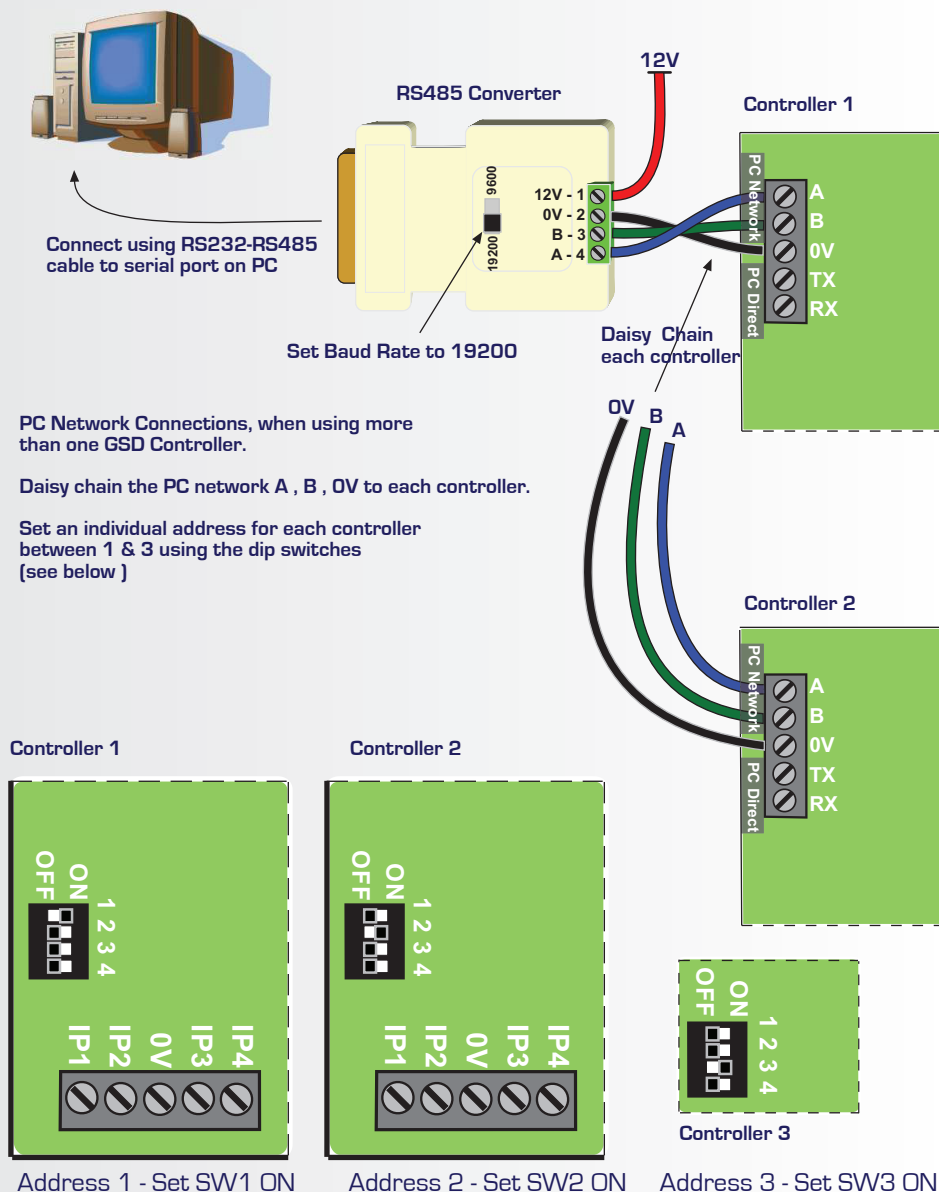 12V
RS485 Converter
Controller 1
9600
19200
12V - 1
0V - 2
B - 3
A - 4
PC Network
PC Direct
A
B
0V
TX
RX
Connect using RS232-RS485
cable to serial port on PC
Set Baud Rate to 19200
Daisy Chain
each controller
0V
B
A
PC Network Connections, when using more
than one GSD Controller.
Daisy chain the PC network A , B , 0V to each controller.
Set an individual address for each controller
between 1 & 3 using the dip switches
(see below )
Controller 2
PC Network
PC Direct
A
B
0V
TX
RX
Controller 1
OFF
ON
1 2 3 4
IP1
IP2
0V
IP3
IP4
Address 1 - Set SW1 ON
Controller 2
OFF
ON
1 2 3 4
IP1
IP2
0V
IP3
IP4
Address 2 - Set SW2 ON
OFF
ON
1 2 3 4
Controller 3
Address 3 - Set SW3 ON